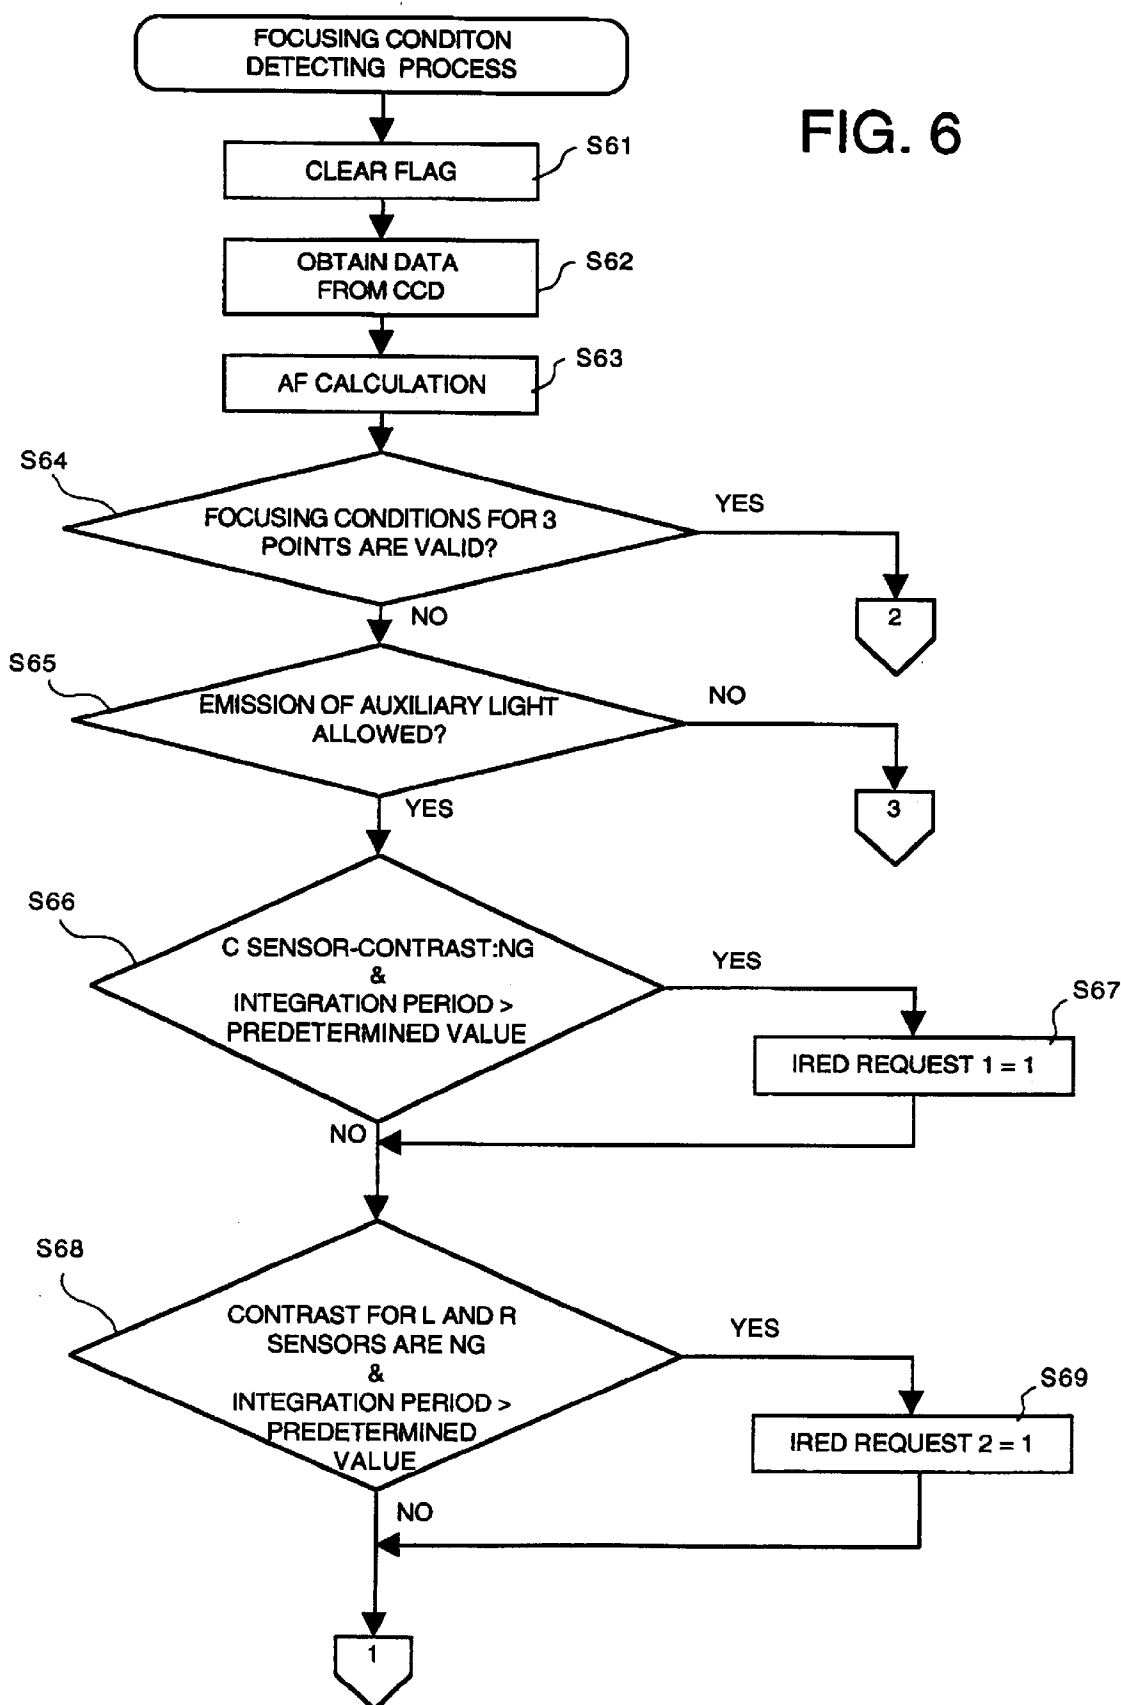 FOCUSING CONDITON
DETECTING PROCESS
FIG. 6
S61
CLEAR FLAG
S62
OBTAIN DATA
FROM CCD
S63
AF CALCULATION
S64
FOCUSING CONDITIONS FOR 3
POINTS ARE VALID?
YES
2
NO
S65
EMISSION OF AUXILIARY LIGHT
ALLOWED?
NO
3
YES
S66
C SENSOR-CONTRAST:NG
&
INTEGRATION PERIOD >
PREDETERMINED VALUE
YES
S67
IRED REQUEST 1 = 1
NO
S68
CONTRAST FOR L AND R
SENSORS ARE NG
&
INTEGRATION PERIOD >
PREDETERMINED
VALUE
YES
S69
IRED REQUEST 2 = 1
NO
1